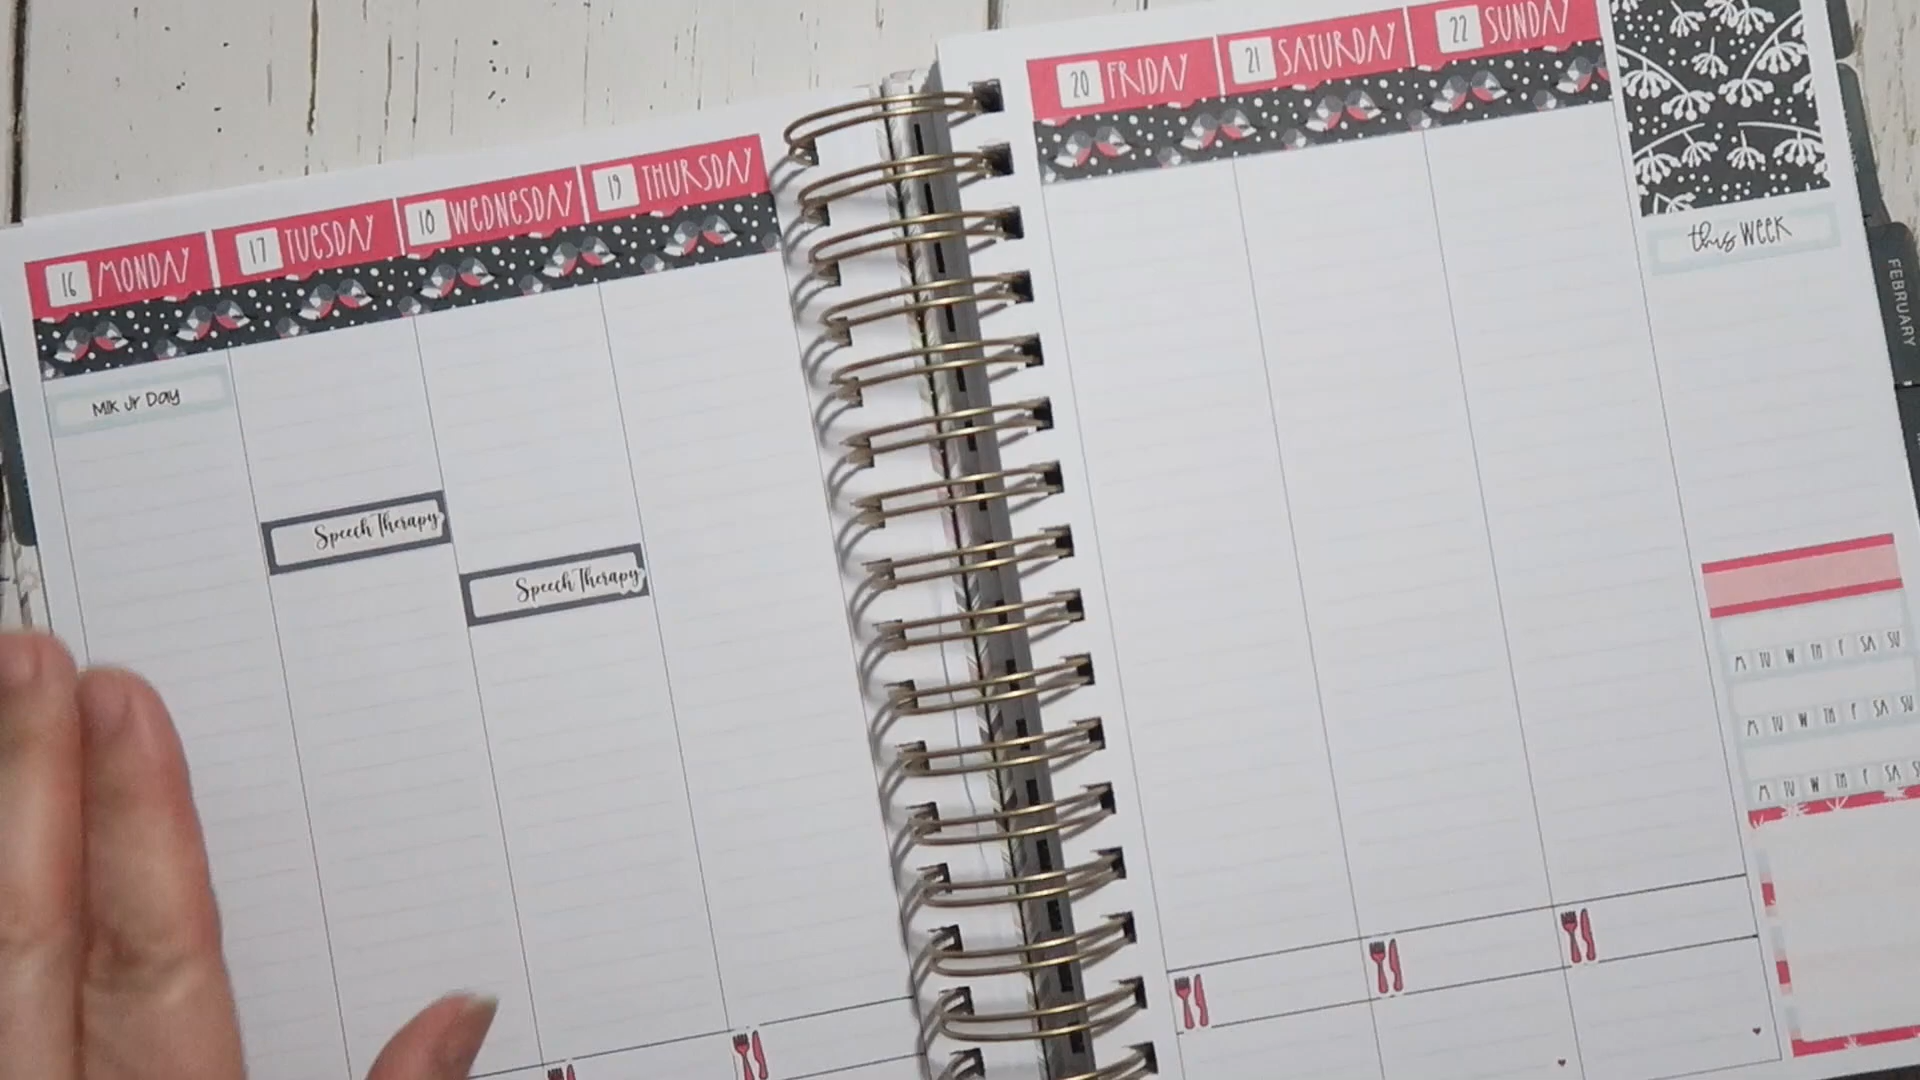 16 MONDAY
17 TUESDAY
18 WEDNESDAY
19 THURSDAY
20 FRIDAY
21 SATURDAY
22 SUNDAY
this WEEK
Mlk Jr Day
Speech Therapy
Speech Therapy
M TU W TH F SA SU
M TU W TH F SA SU
M TU W TH F SA S
FEBRUARY